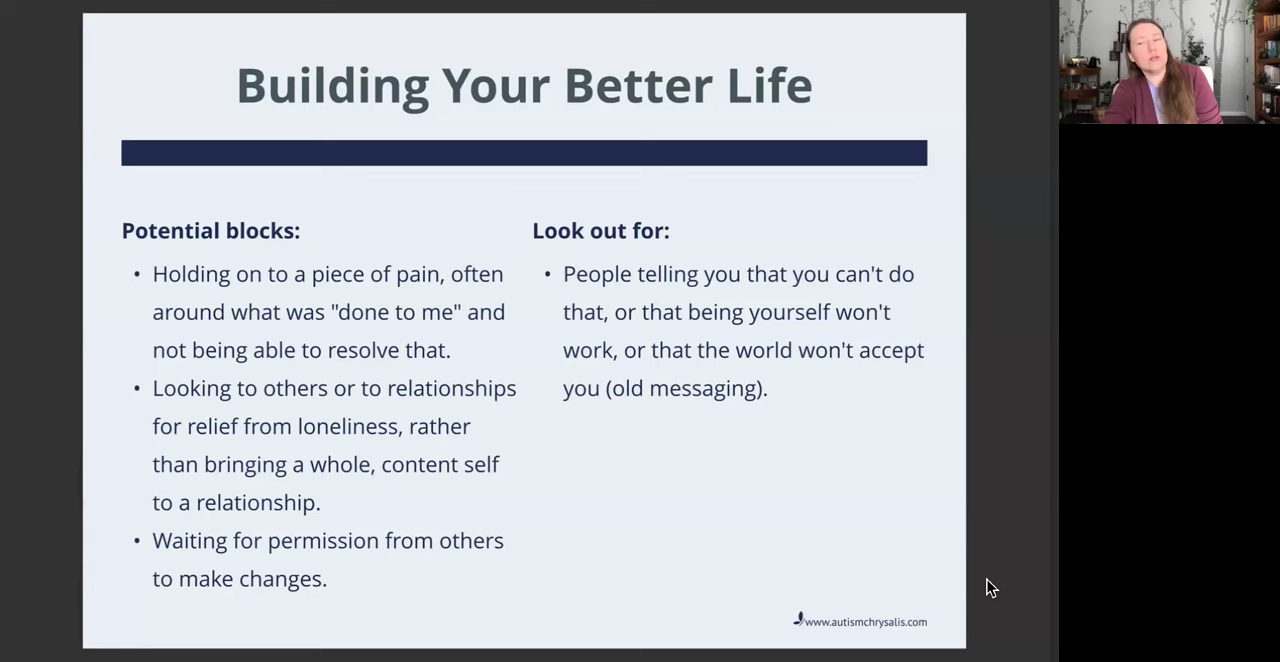 Building Your Better Life
Potential blocks:
• Holding on to a piece of pain, often
around what was "done to me" and
not being able to resolve that.
• Looking to others or to relationships
for relief from loneliness, rather
than bringing a whole, content self
to a relationship.
• Waiting for permission from others
to make changes.
Look out for:
• People telling you that you can't do
that, or that being yourself won't
work, or that the world won't accept
you (old messaging).
www.autismchrysalis.com